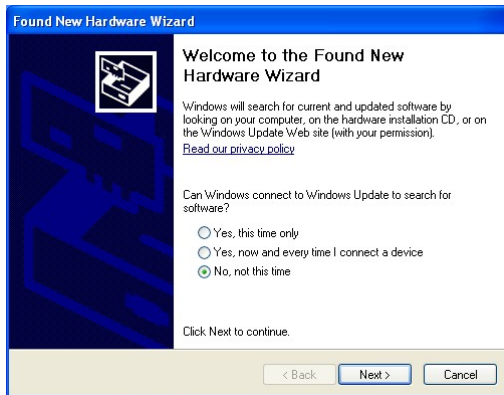 Found New Hardware Wizard
Welcome to the Found New
Hardware Wizard
Windows will search for current and updated software by
looking on your computer, on the hardware installation CD, or on
the Windows Update Web site (with your permission).
Read our privacy policy
Can Windows connect to Windows Update to search for
software?
Yes, this time only
Yes, now and every time I connect a device
No, not this time
Click Next to continue.
< Back Next > Cancel